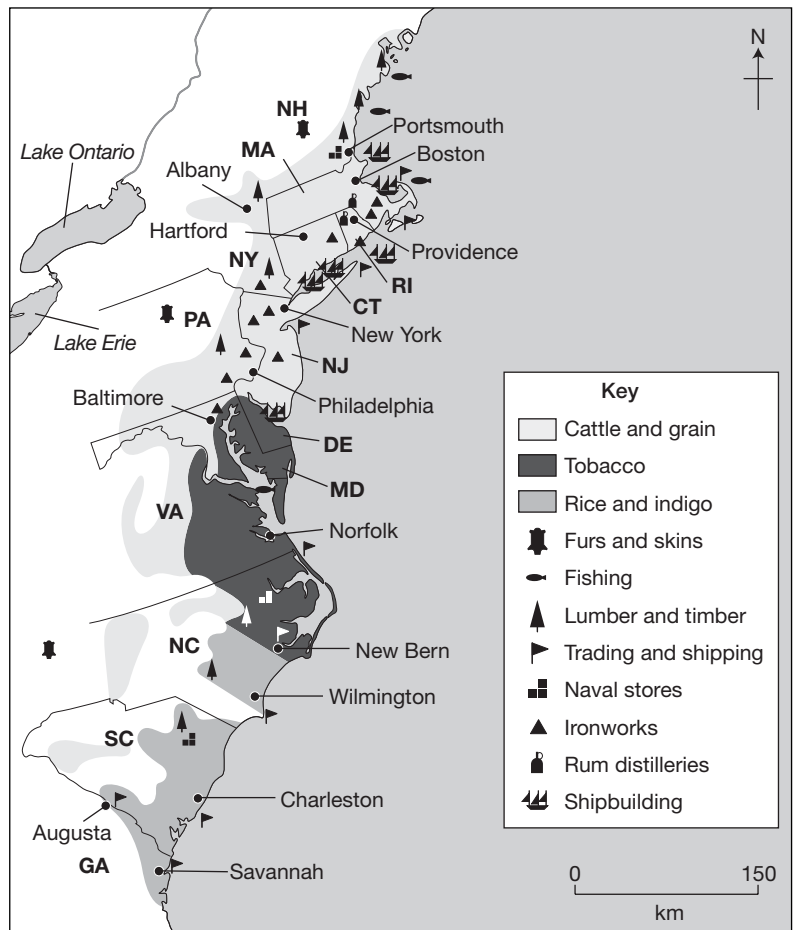 N
NH
Portsmouth
MA
Boston
Lake Ontario
Albany
Hartford
Providence
NY
RI
CT
PA
New York
Lake Erie
NJ
Baltimore
Philadelphia
DE
MD
VA
Norfolk
NC
New Bern
Wilmington
SC
Charleston
Augusta
GA
Savannah
Key
Cattle and grain
Tobacco
Rice and indigo
Furs and skins
Fishing
Lumber and timber
Trading and shipping
Naval stores
Ironworks
Rum distilleries
Shipbuilding
0 150
km